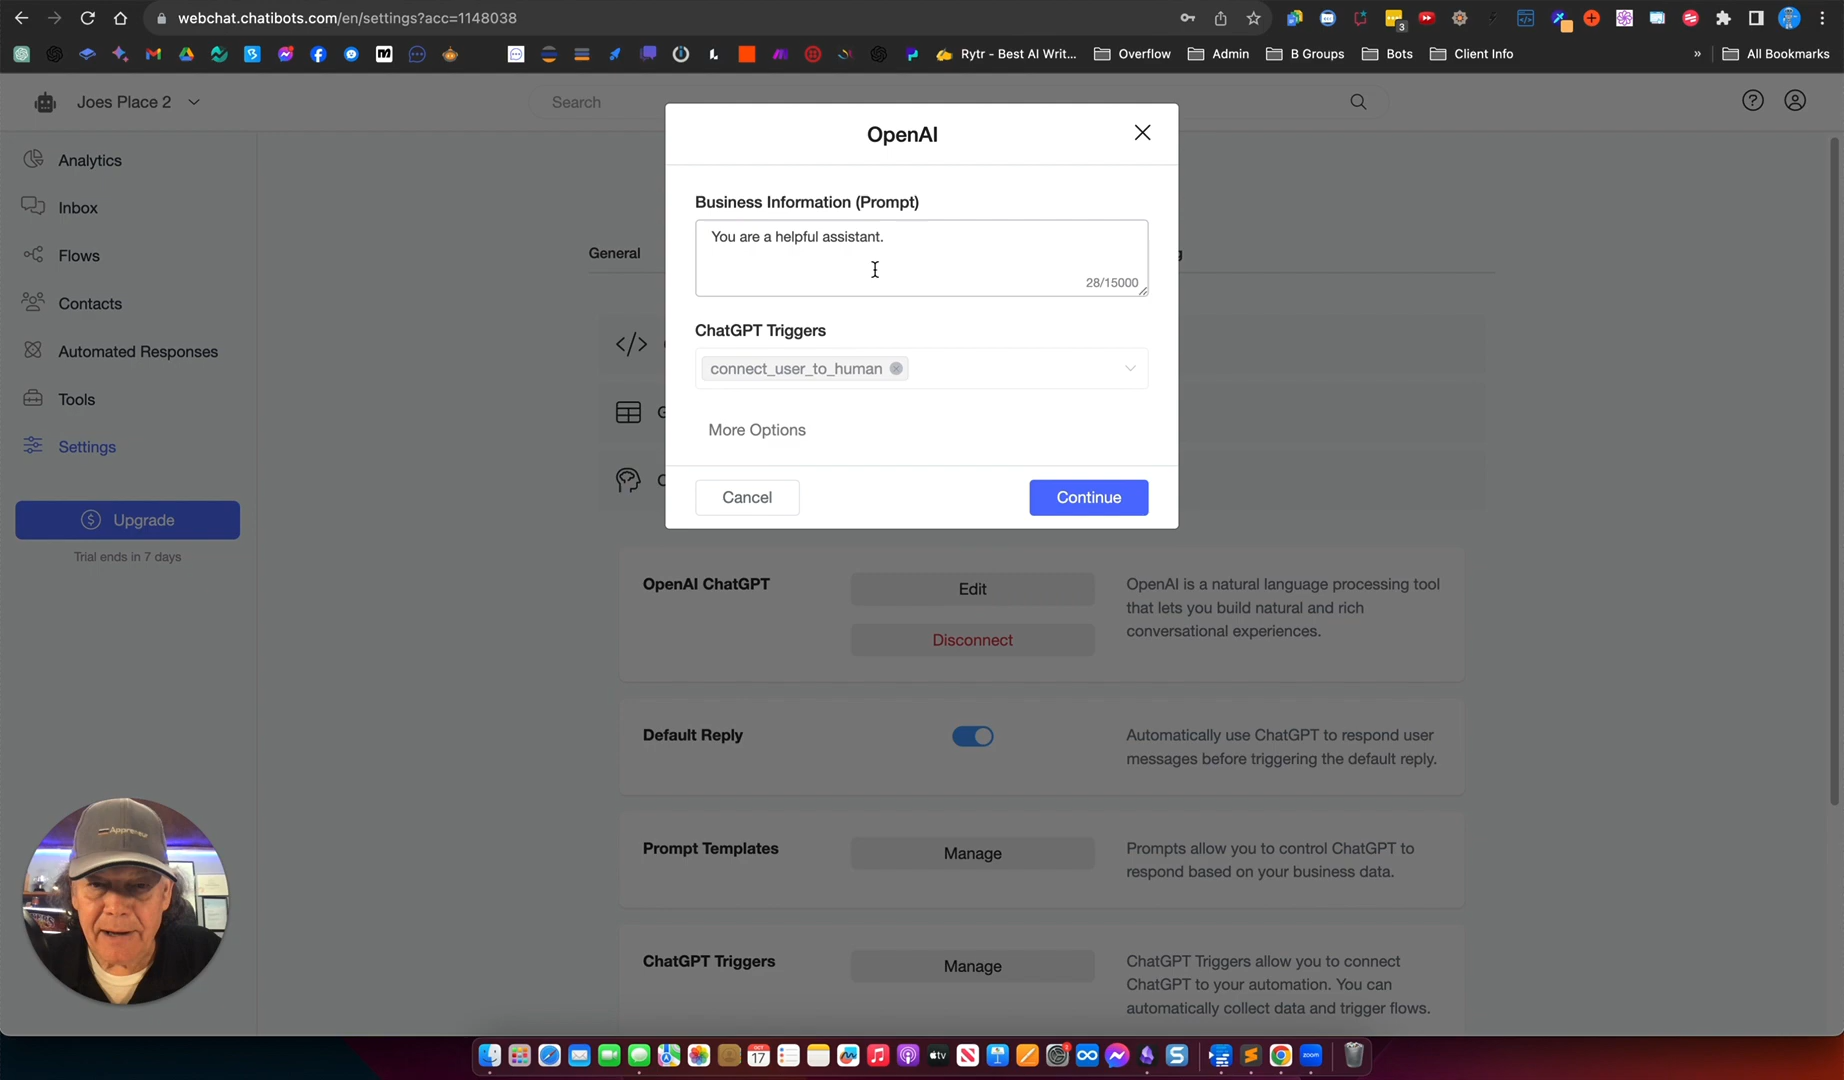 webchat.chatibots.com/en/settings?acc=1148038
3
Rytr - Best AI Writ...
Overflow
Admin
B Groups
Bots
Client Info
»
All Bookmarks
Joes Place 2
Search
OpenAI
Analytics
Inbox
Flows
Contacts
Automated Responses
Tools
Settings
Upgrade
Trial ends in 7 days
General
Business Information (Prompt)
You are a helpful assistant.
28/15000
ChatGPT Triggers
connect_user_to_human
More Options
Cancel
Continue
OpenAI ChatGPT
Edit
Disconnect
OpenAI is a natural language processing tool
that lets you build natural and rich
conversational experiences.
Default Reply
Automatically use ChatGPT to respond user
messages before triggering the default reply.
Prompt Templates
Manage
Prompts allow you to control ChatGPT to
respond based on your business data.
ChatGPT Triggers
Manage
ChatGPT Triggers allow you to connect
ChatGPT to your automation. You can
automatically collect data and trigger flows.
OCT
17
tv
zoom